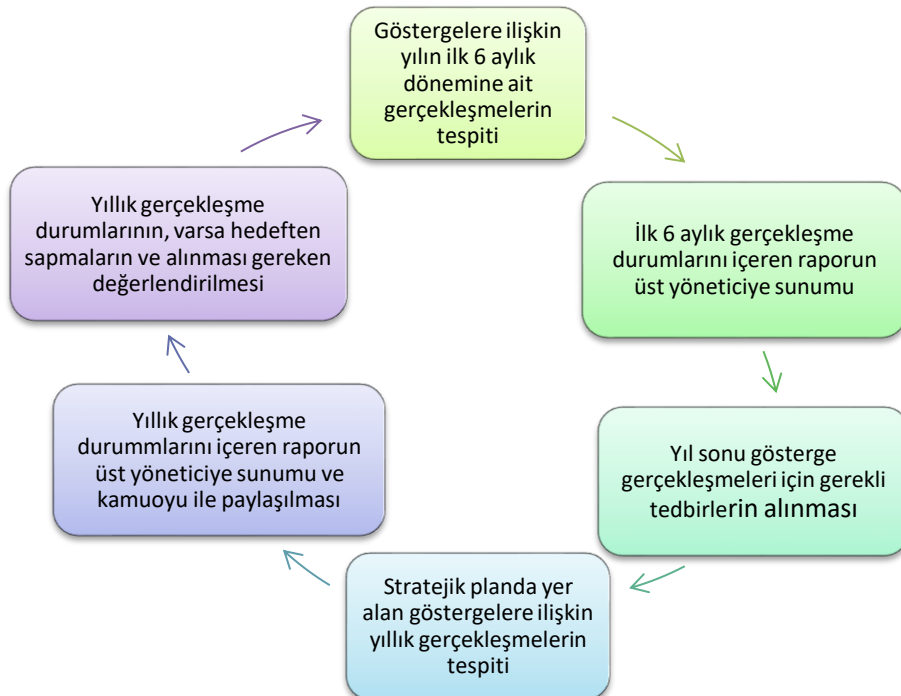 Göstergelere ilişkin
yılın ilk 6 aylık
dönemine ait
gerçekleşmelerin
tespiti
İlk 6 aylık gerçekleşme
durumlarını içeren raporun
üst yöneticiye sunumu
Yıl sonu gösterge
gerçekleşmeleri için gerekli
tedbirlerin alınması
Stratejik planda yer
alan göstergelere ilişkin
yıllık gerçekleşmelerin
tespiti
Yıllık gerçekleşme
durummlarını içeren raporun
üst yöneticiye sunumu ve
kamuoyu ile paylaşılması
Yıllık gerçekleşme
durumlarının, varsa hedeften
sapmaların ve alınması gereken
değerlendirilmesi